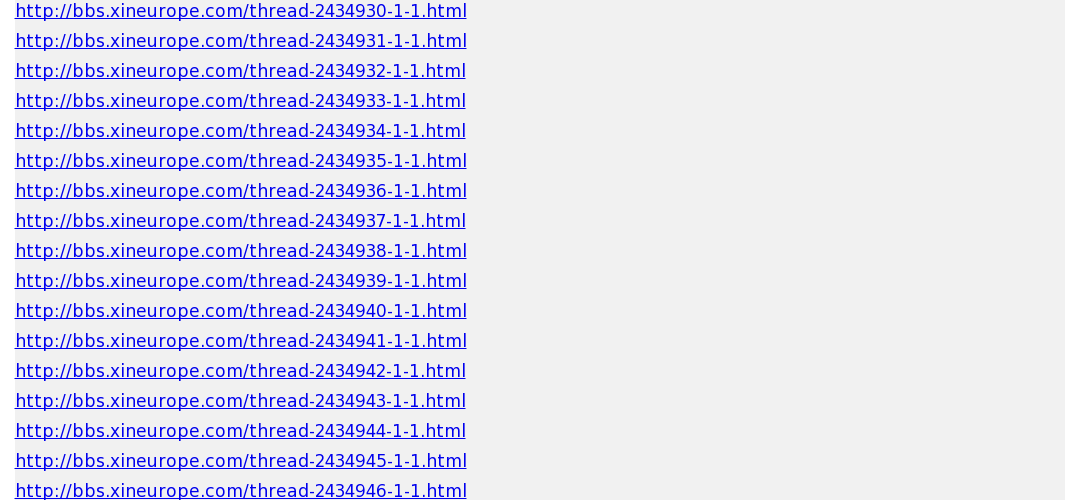 http://bbs.xineurope.com/thread-2434930-1-1.html
http://bbs.xineurope.com/thread-2434931-1-1.html
http://bbs.xineurope.com/thread-2434932-1-1.html
http://bbs.xineurope.com/thread-2434933-1-1.html
http://bbs.xineurope.com/thread-2434934-1-1.html
http://bbs.xineurope.com/thread-2434935-1-1.html
http://bbs.xineurope.com/thread-2434936-1-1.html
http://bbs.xineurope.com/thread-2434937-1-1.html
http://bbs.xineurope.com/thread-2434938-1-1.html
http://bbs.xineurope.com/thread-2434939-1-1.html
http://bbs.xineurope.com/thread-2434940-1-1.html
http://bbs.xineurope.com/thread-2434941-1-1.html
http://bbs.xineurope.com/thread-2434942-1-1.html
http://bbs.xineurope.com/thread-2434943-1-1.html
http://bbs.xineurope.com/thread-2434944-1-1.html
http://bbs.xineurope.com/thread-2434945-1-1.html
http://bbs.xineurope.com/thread-2434946-1-1.html